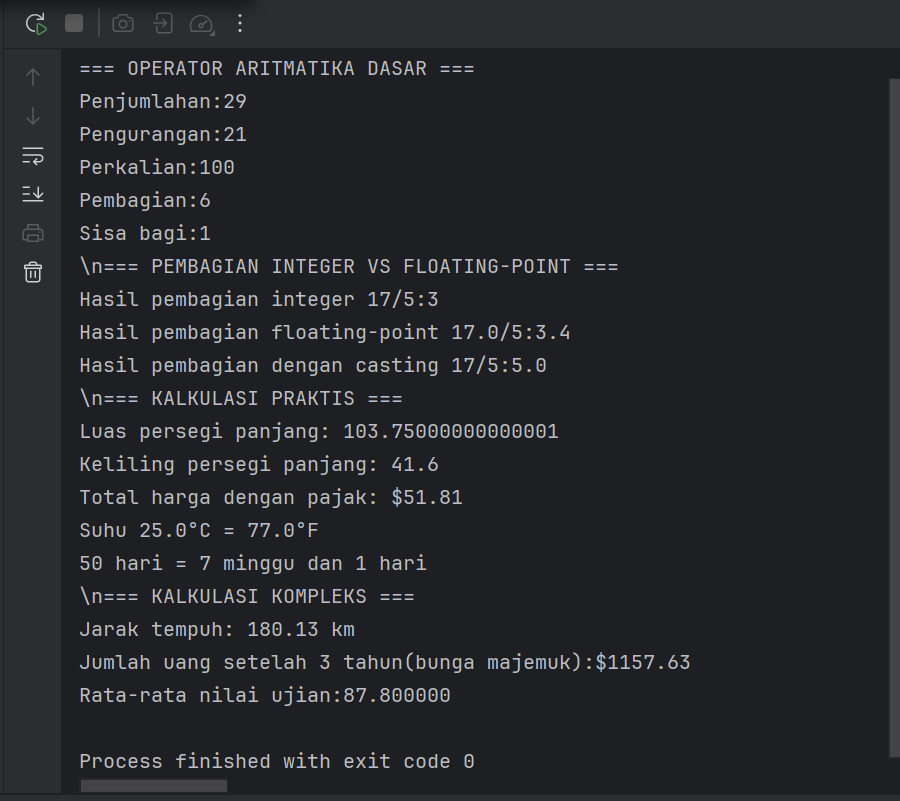 === OPERATOR ARITMATIKA DASAR ===
Penjumlahan:29
Pengurangan:21
Perkalian:100
Pembagian:6
Sisa bagi:1
\n=== PEMBAGIAN INTEGER VS FLOATING-POINT ===
Hasil pembagian integer 17/5:3
Hasil pembagian floating-point 17.0/5:3.4
Hasil pembagian dengan casting 17/5:5.0
\n=== KALKULASI PRAKTIS ===
Luas persegi panjang: 103.75000000000001
Keliling persegi panjang: 41.6
Total harga dengan pajak: $51.81
Suhu 25.0°C = 77.0°F
50 hari = 7 minggu dan 1 hari
\n=== KALKULASI KOMPLEKS ===
Jarak tempuh: 180.13 km
Jumlah uang setelah 3 tahun(bunga majemuk):$1157.63
Rata-rata nilai ujian:87.800000
Process finished with exit code 0